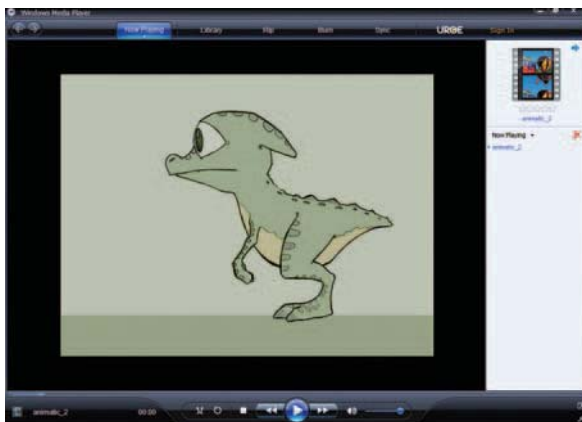 Windows Media Player
Now Playing Library Rip Burn Sync URGE Sign In
animatic_2
Now Playing
animatic_2
animatic_2 00:00